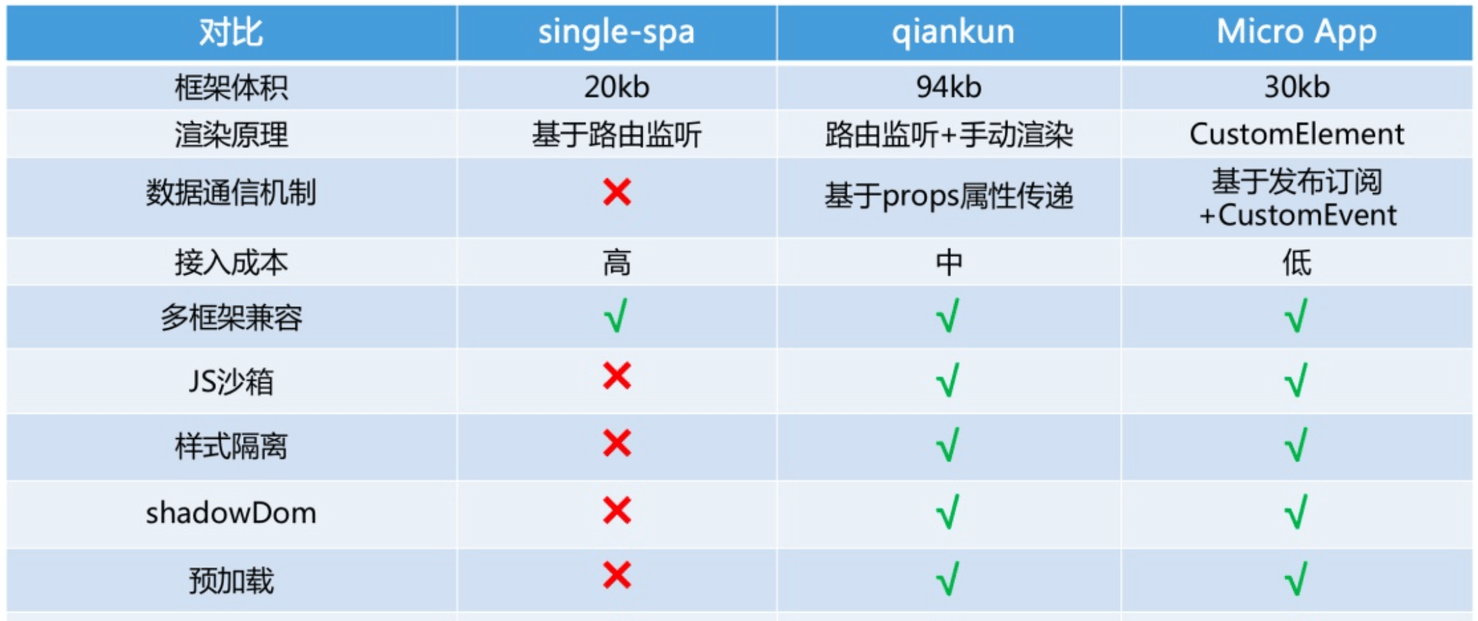 对比 single-spa qiankun Micro App
框架体积 20kb 94kb 30kb
渲染原理 基于路由监听 路由监听+手动渲染 CustomElement
数据通信机制 ❌ 基于props属性传递 基于发布订阅
+CustomEvent
接入成本 高 中 低
多框架兼容 √ √ √
JS沙箱 ❌ √ √
样式隔离 ❌ √ √
shadowDom ❌ √ √
预加载 ❌ √ √